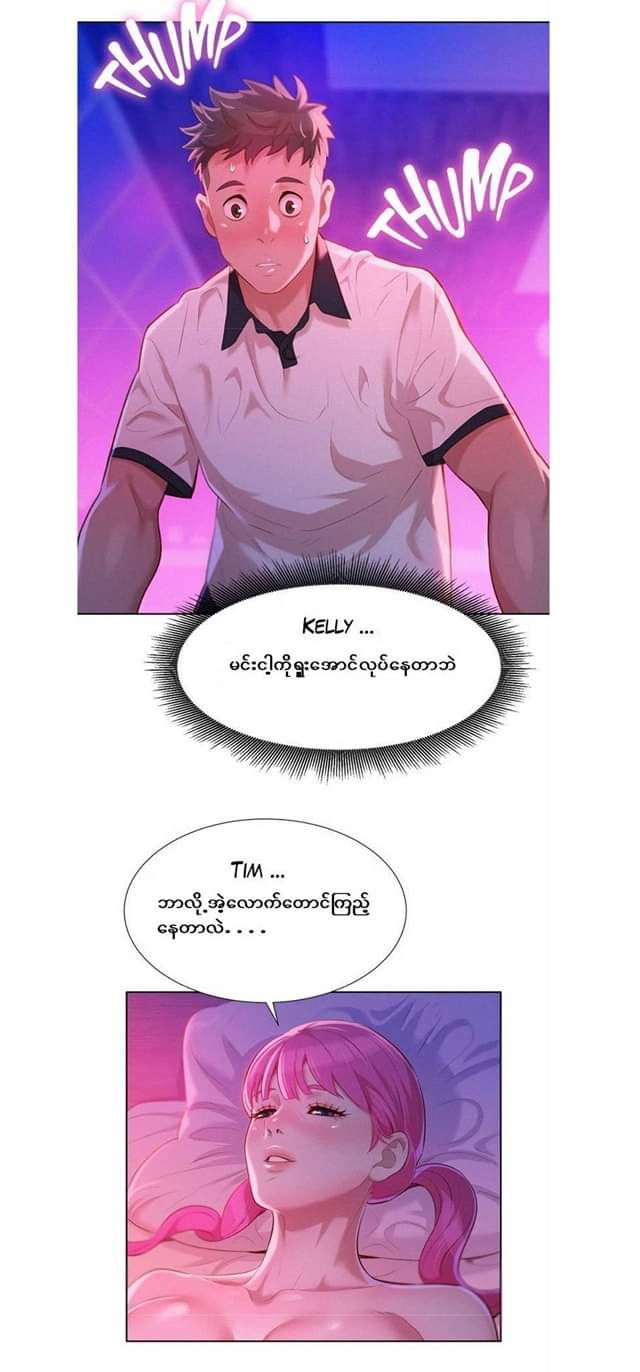 THUMP
THUMP
KELLY ...
မင်းငါ့ကိုရူးအောင်လုပ်နေတာဘဲ
TIM ...
ဘာလို့အဲ့လောက်တောင်ကြည့်
နေတာလဲ. . . .